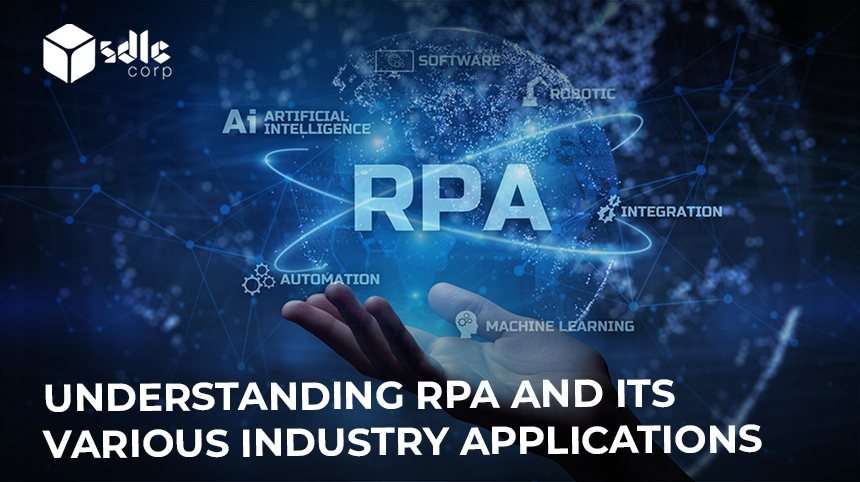 sdlc
corp
SOFTWARE
ROBOTIC
Ai ARTIFICIAL
INTELLIGENCE
RPA
INTEGRATION
AUTOMATION
MACHINE LEARNING
UNDERSTANDING RPA AND ITS
VARIOUS INDUSTRY APPLICATIONS